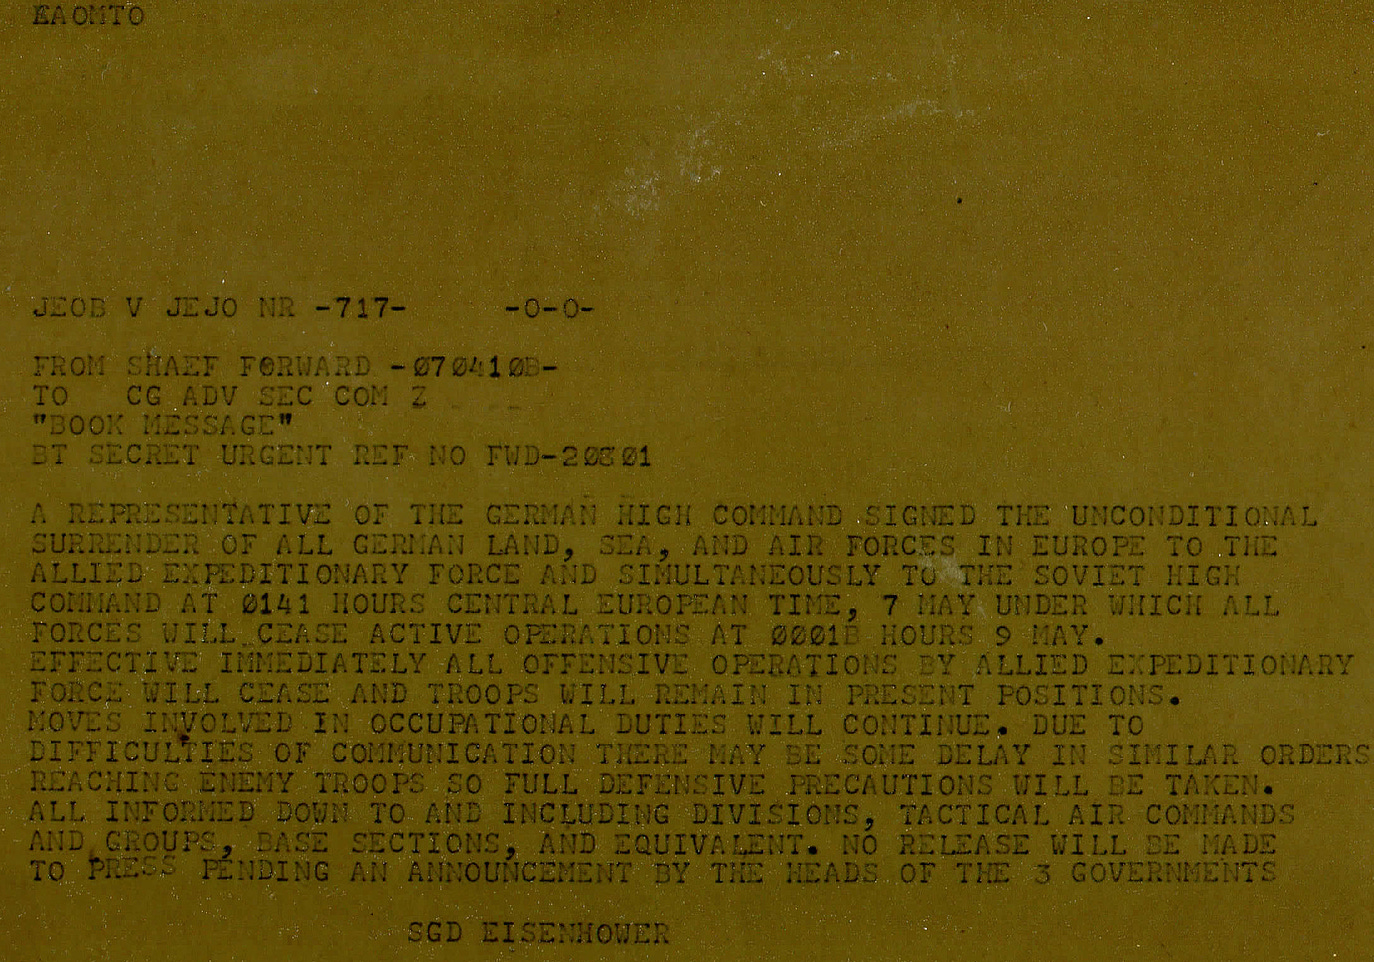 EAOMTO
JEOB V JEJO NR -717- -O-O-
FROM SHAEF FORWARD -070410B-
TO CG ADV SEC COM Z
"BOOK MESSAGE"
BT SECRET URGENT REF NO FWD-20801
A REPRESENTATIVE OF THE GERMAN HIGH COMMAND SIGNED THE UNCONDITIONAL
SURRENDER OF ALL GERMAN LAND, SEA, AND AIR FORCES IN EUROPE TO THE
ALLIED EXPEDITIONARY FORCE AND SIMULTANEOUSLY TO THE SOVIET HIGH
COMMAND AT 0141 HOURS CENTRAL EUROPEAN TIME, 7 MAY UNDER WHICH ALL
FORCES WILL CEASE ACTIVE OPERATIONS AT 0001B HOURS 9 MAY.
EFFECTIVE IMMEDIATELY ALL OFFENSIVE OPERATIONS BY ALLIED EXPEDITIONARY
FORCE WILL CEASE AND TROOPS WILL REMAIN IN PRESENT POSITIONS.
MOVES INVOLVED IN OCCUPATIONAL DUTIES WILL CONTINUE. DUE TO
DIFFICULTIES OF COMMUNICATION THERE MAY BE SOME DELAY IN SIMILAR ORDERS
REACHING ENEMY TROOPS SO FULL DEFENSIVE PRECAUTIONS WILL BE TAKEN.
ALL INFORMED DOWN TO AND INCLUDING DIVISIONS, TACTICAL AIR COMMANDS
AND GROUPS, BASE SECTIONS, AND EQUIVALENT. NO RELEASE WILL BE MADE
TO PRESS PENDING AN ANNOUNCEMENT BY THE HEADS OF THE 3 GOVERNMENTS
SGD EISENHOWER